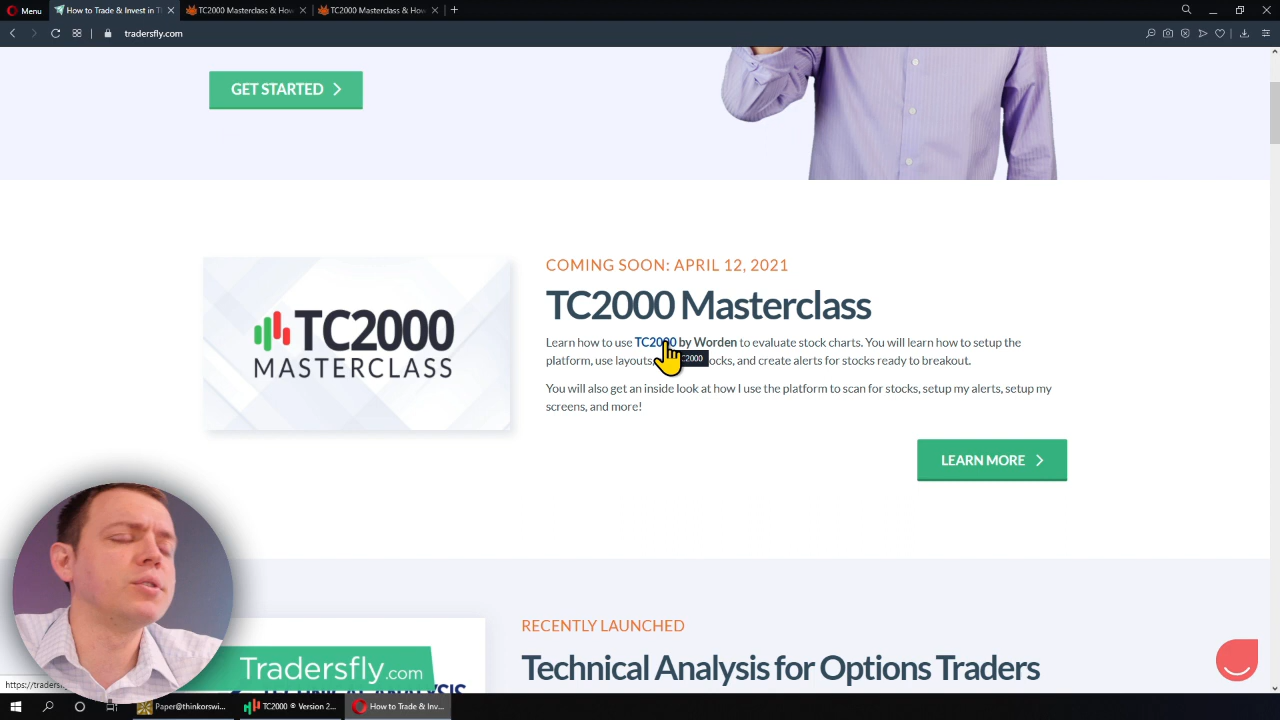 Menu
How to Trade & Invest in T
TC2000 Masterclass & How
TC2000 Masterclass & How
tradersfly.com
GET STARTED
COMING SOON: APRIL 12, 2021
TC2000 Masterclass
Learn how to use TC2000 by Worden to evaluate stock charts. You will learn how to setup the
platform, use layouts, ocks, and create alerts for stocks ready to breakout.
TC2000
MASTERCLASS
You will also get an inside look at how I use the platform to scan for stocks, setup my alerts, setup my
screens, and more!
LEARN MORE
RECENTLY LAUNCHED
Technical Analysis for Options Traders
Tradersfly.com
https://tradersf
Paper@thinkorswi...
TC2000 ® Version 2...
How to Trade & Inv...